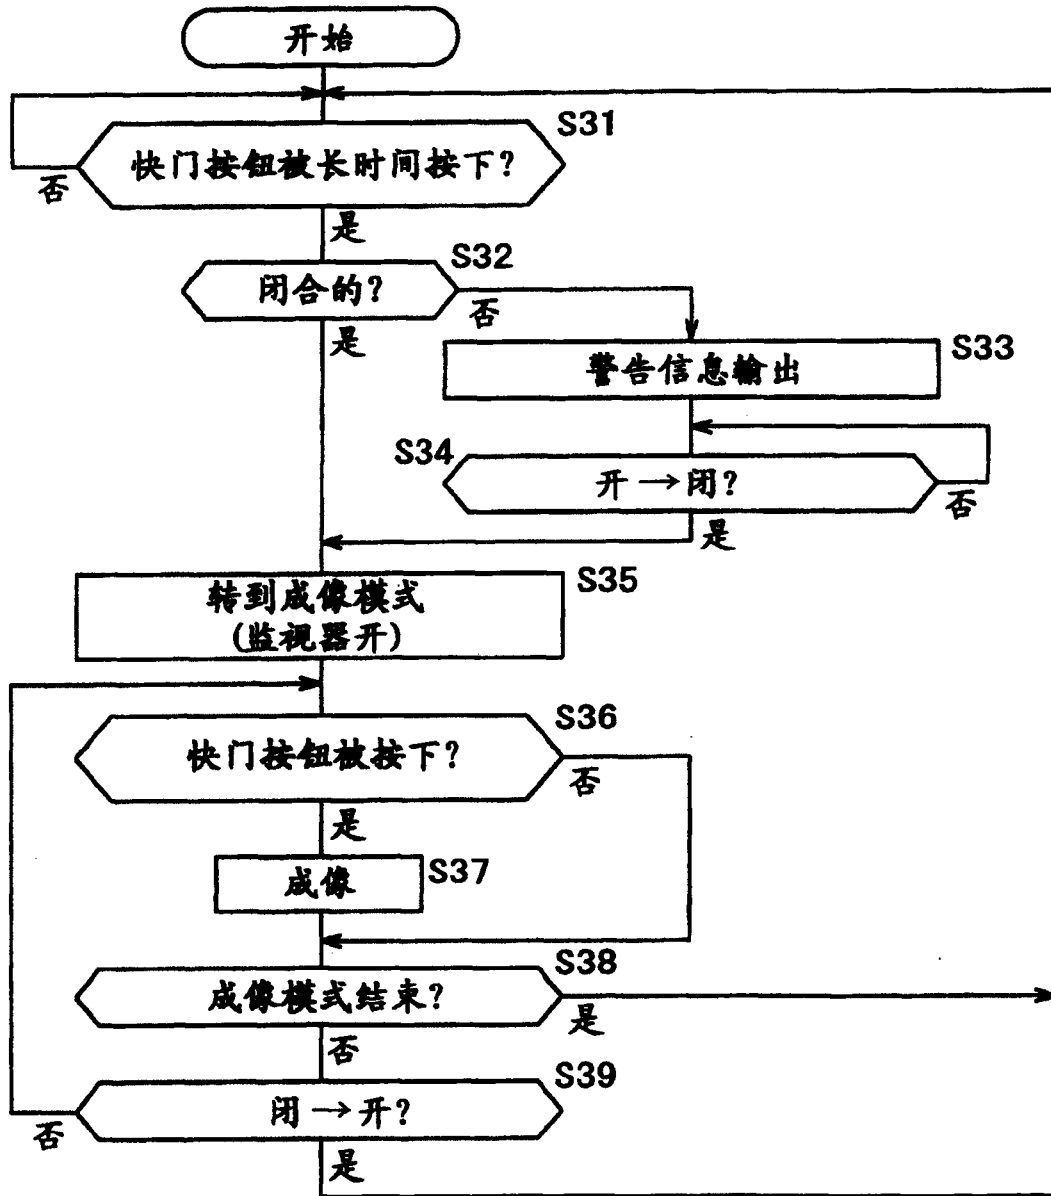 开始
S31
快门按钮被长时间按下?
否
是
S32
闭合的?
否
是
S33
警告信息输出
S34
开→闭?
否
是
S35
转到成像模式
(监视器开)
S36
快门按钮被按下?
否
是
S37
成像
S38
成像模式结束?
是
否
S39
闭→开?
否
是